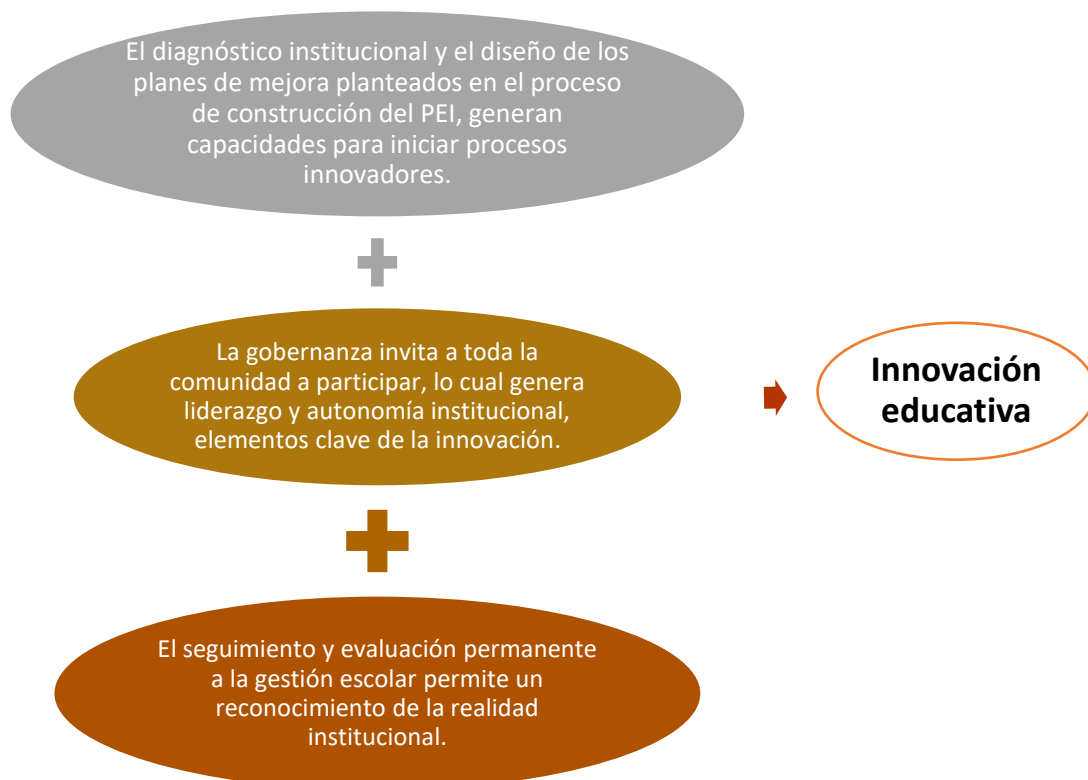 El diagnóstico institucional y el diseño de los
planes de mejora planteados en el proceso
de construcción del PEI, generan
capacidades para iniciar procesos
innovadores.
La gobernanza invita a toda la
comunidad a participar, lo cual genera
liderazgo y autonomía institucional,
elementos clave de la innovación.
Innovación
educativa
El seguimiento y evaluación permanente
a la gestión escolar permite un
reconocimiento de la realidad
institucional.